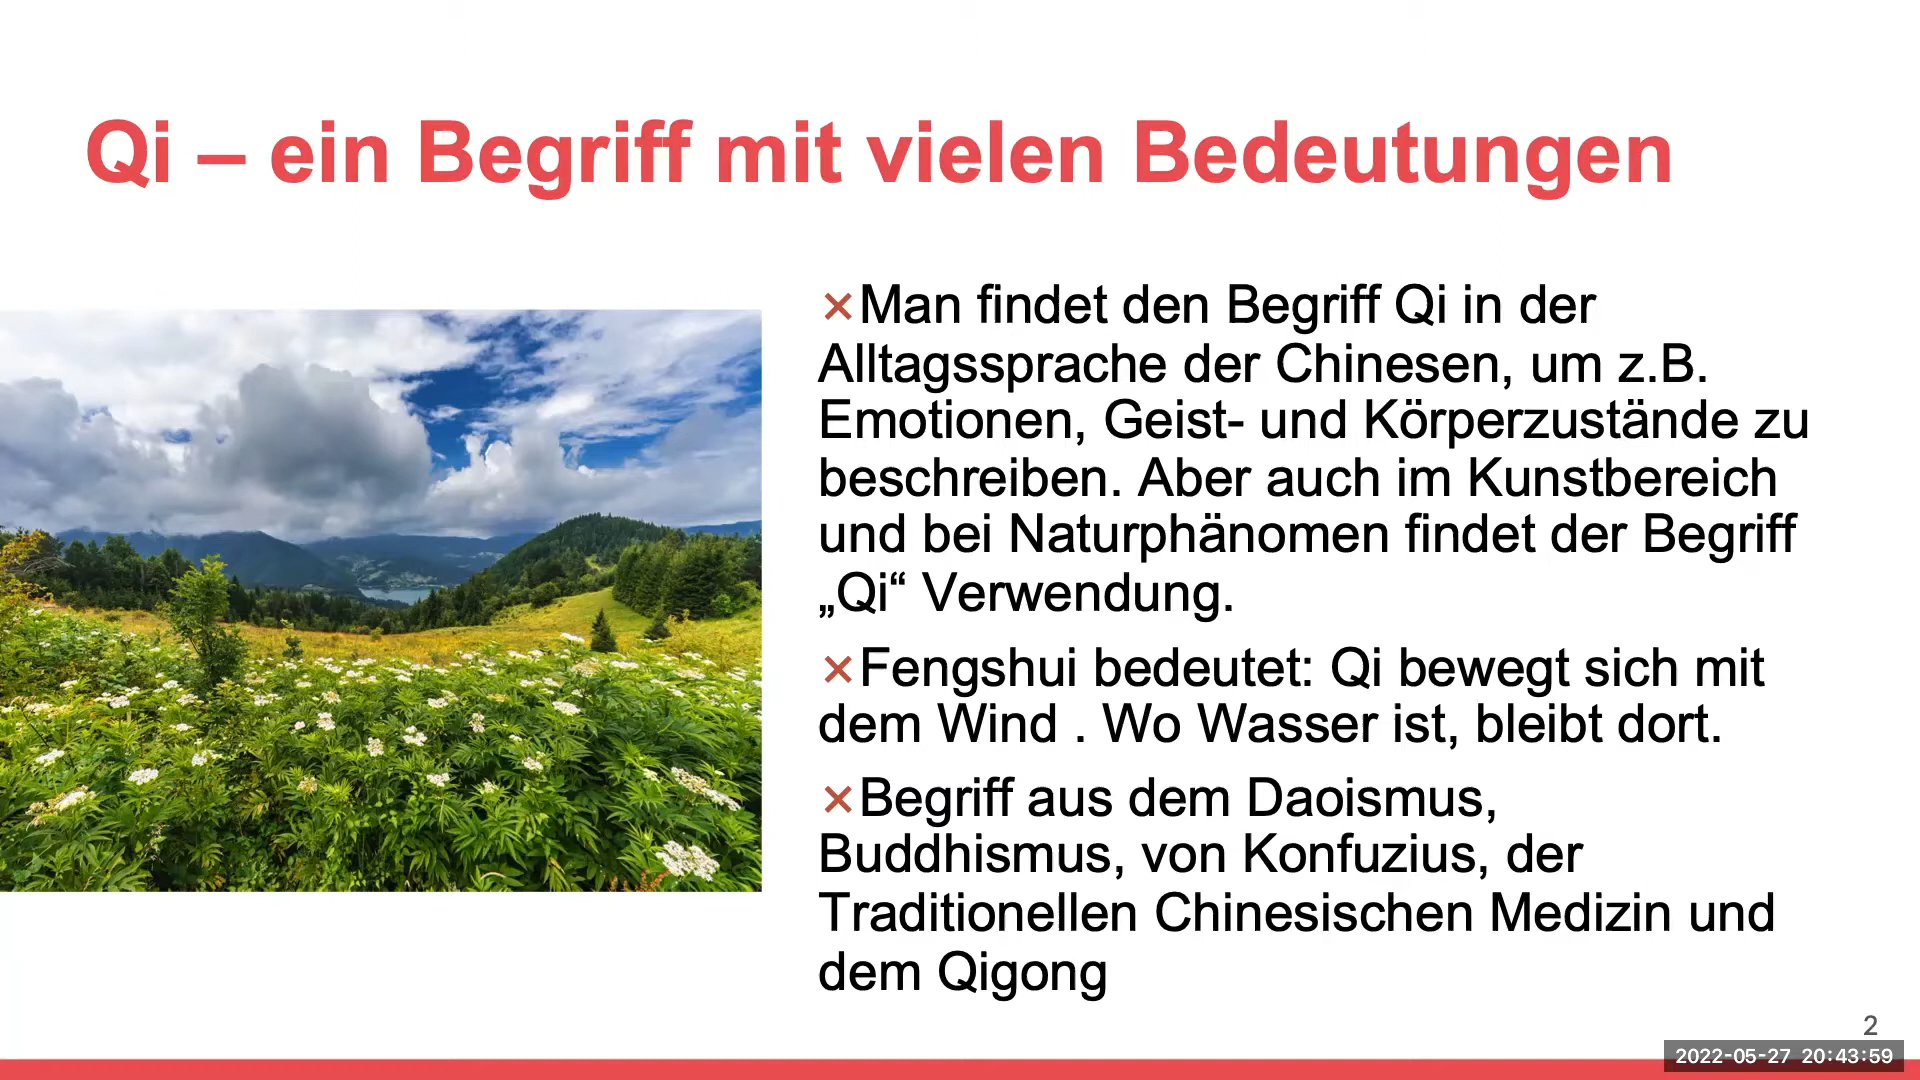 Qi – ein Begriff mit vielen Bedeutungen
×Man findet den Begriff Qi in der
Alltagssprache der Chinesen, um z.B.
Emotionen, Geist- und Körperzustände zu
beschreiben. Aber auch im Kunstbereich
und bei Naturphänomen findet der Begriff
„Qi“ Verwendung.
×Fengshui bedeutet: Qi bewegt sich mit
dem Wind . Wo Wasser ist, bleibt dort.
×Begriff aus dem Daoismus,
Buddhismus, von Konfuzius, der
Traditionellen Chinesischen Medizin und
dem Qigong
2
2022-05-27 20:43:59